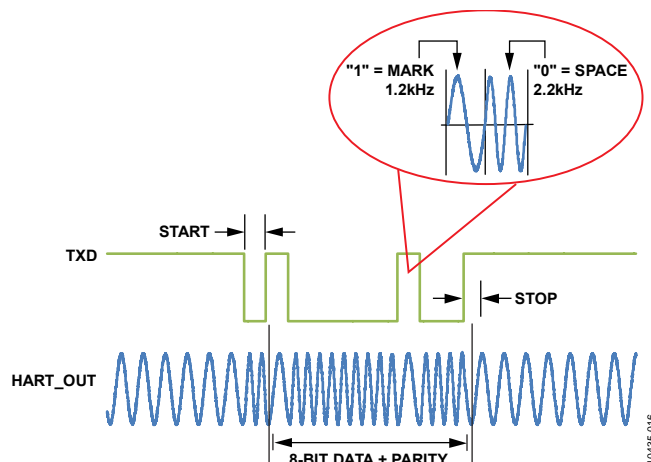 "1" = MARK
1.2kHz
"0" = SPACE
2.2kHz
START
TXD
STOP
HART_OUT
8-BIT DATA + PARITY